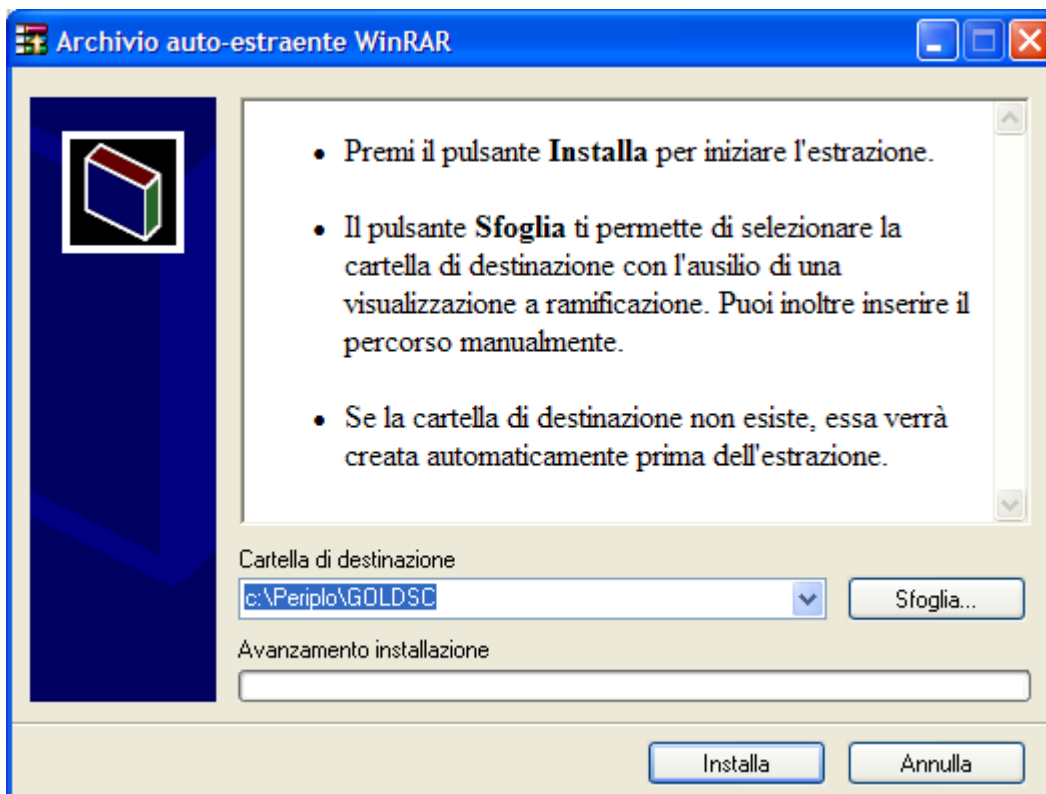 Archivio auto-estraente WinRAR
• Premi il pulsante Installa per iniziare l'estrazione.
• Il pulsante Sfoglia ti permette di selezionare la
cartella di destinazione con l'ausilio di una
visualizzazione a ramificazione. Puoi inoltre inserire il
percorso manualmente.
• Se la cartella di destinazione non esiste, essa verrà
creata automaticamente prima dell'estrazione.
Cartella di destinazione
c:\Periplo\GOLDSC
Sfoglia...
Avanzamento installazione
Installa
Annulla